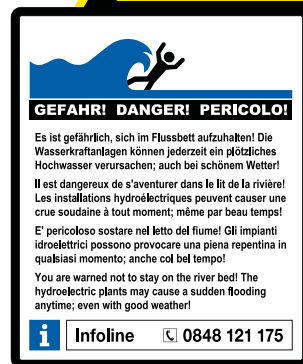 GEFAHR! DANGER! PERICOLO!
Es ist gefährlich, sich im Flussbett aufzuhalten! Die
Wasserkraftanlagen können jederzeit ein plötzliches
Hochwasser verursachen; auch bei schönem Wetter!
Il est dangereux de s'aventurer dans le lit de la rivière!
Les installations hydroélectriques peuvent causer une
crue soudaine à tout moment; même par beau temps!
E' pericoloso sostare nel letto del fiume! Gli impianti
idroelettrici possono provocare una piena repentina in
qualsiasi momento; anche col bel tempo!
You are warned not to stay on the river bed! The
hydroelectric plants may cause a sudden flooding
anytime; even with good weather!
i Infoline 0848 121 175